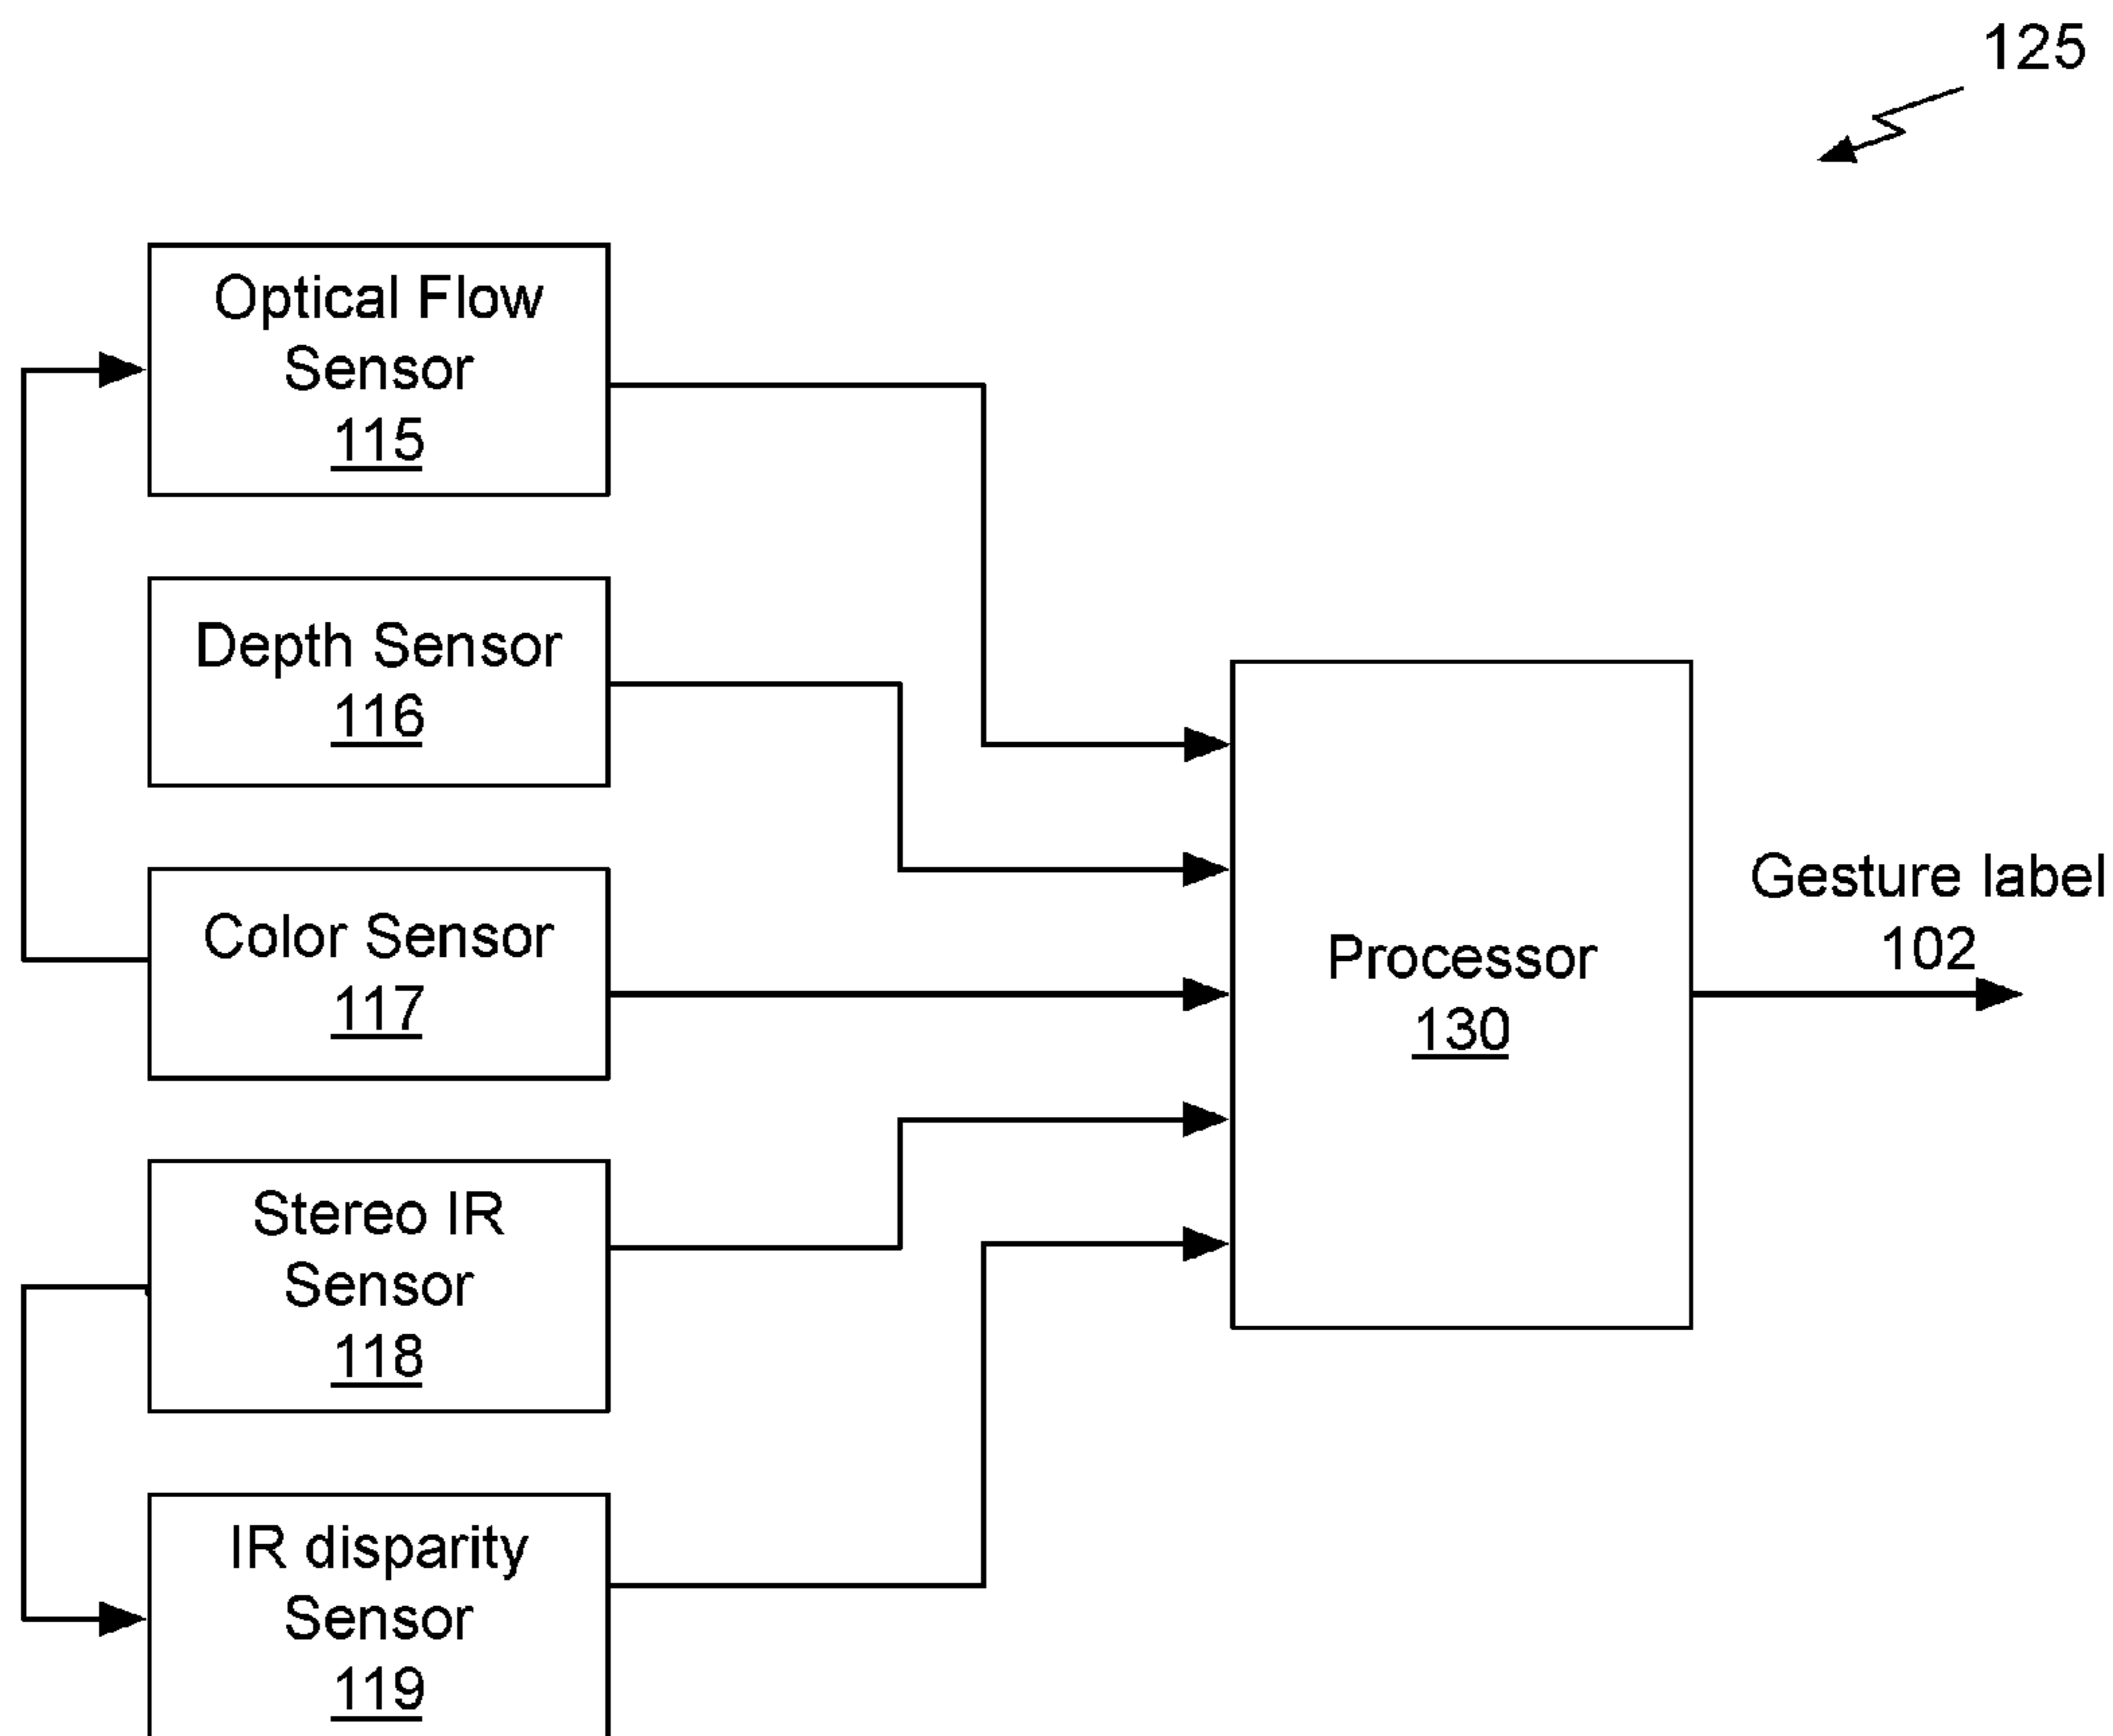 125
Optical Flow
Sensor
115
Depth Sensor
116
Color Sensor
117
Stereo IR
Sensor
118
IR disparity
Sensor
119
Processor
130
Gesture label
102